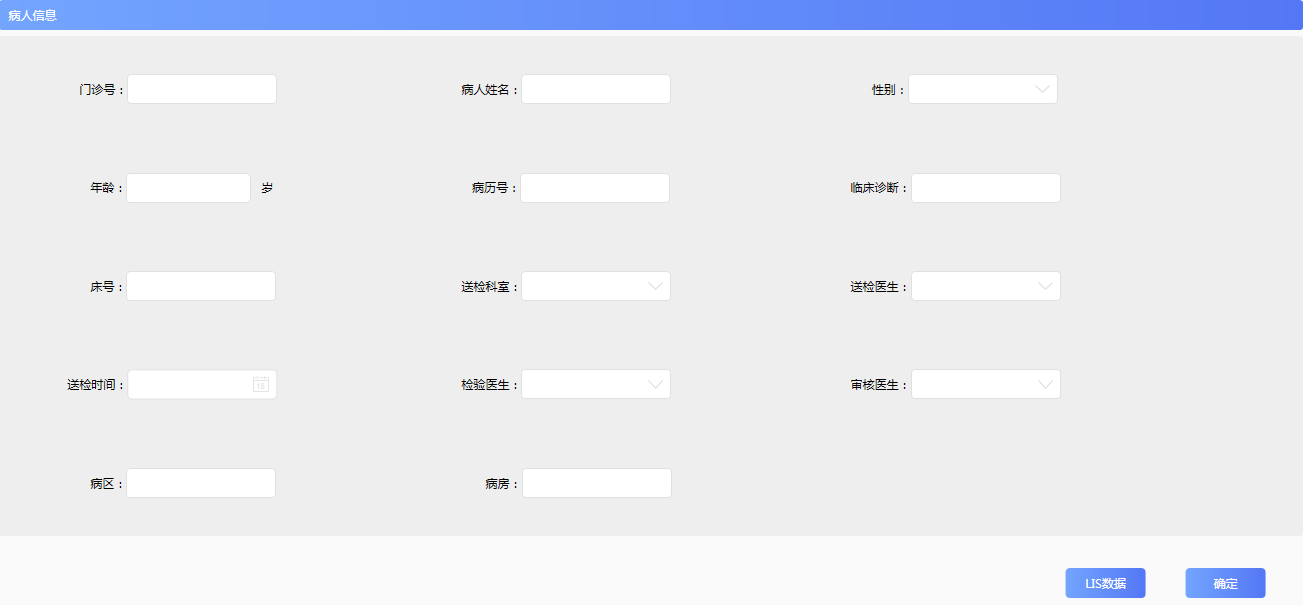 病人信息
门诊号： 病人姓名： 性别：
年龄： 岁 病历号： 临床诊断：
床号： 送检科室： 送检医生：
送检时间： 15 检验医生： 审核医生：
病区： 病房：
LIS数据 确定